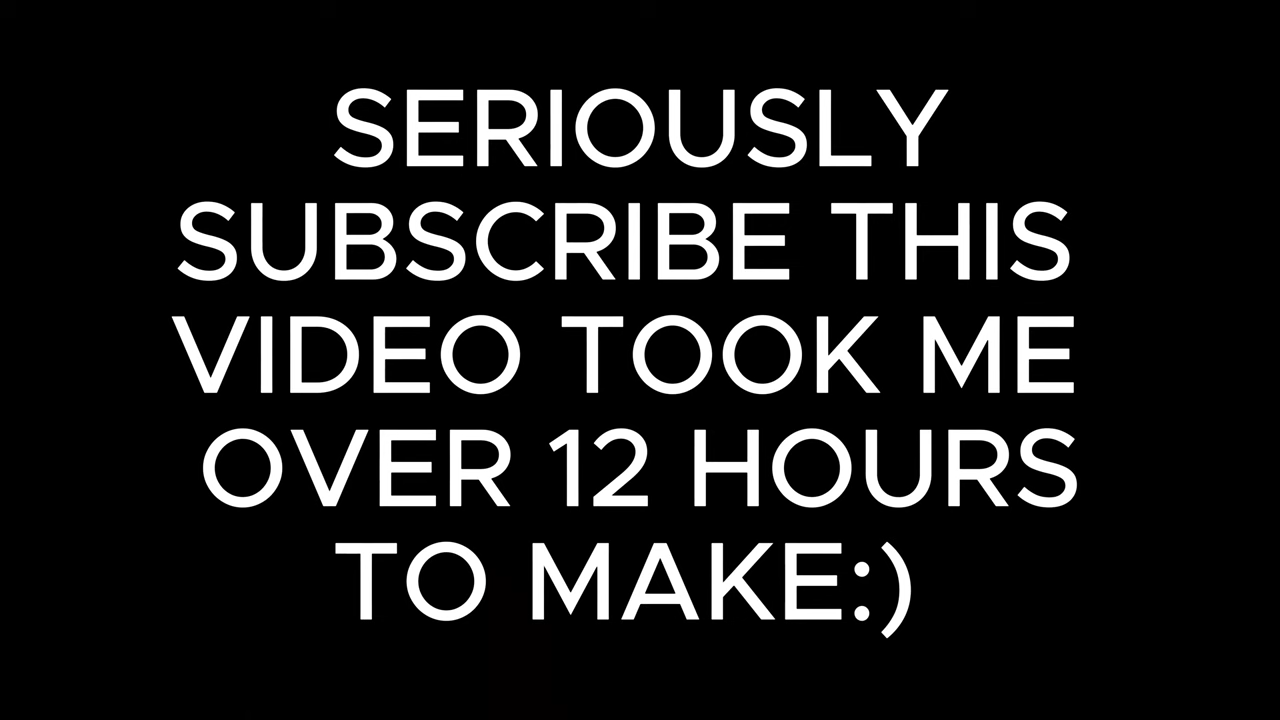 SERIOUSLY
SUBSCRIBE THIS
VIDEO TOOK ME
OVER 12 HOURS
TO MAKE:)